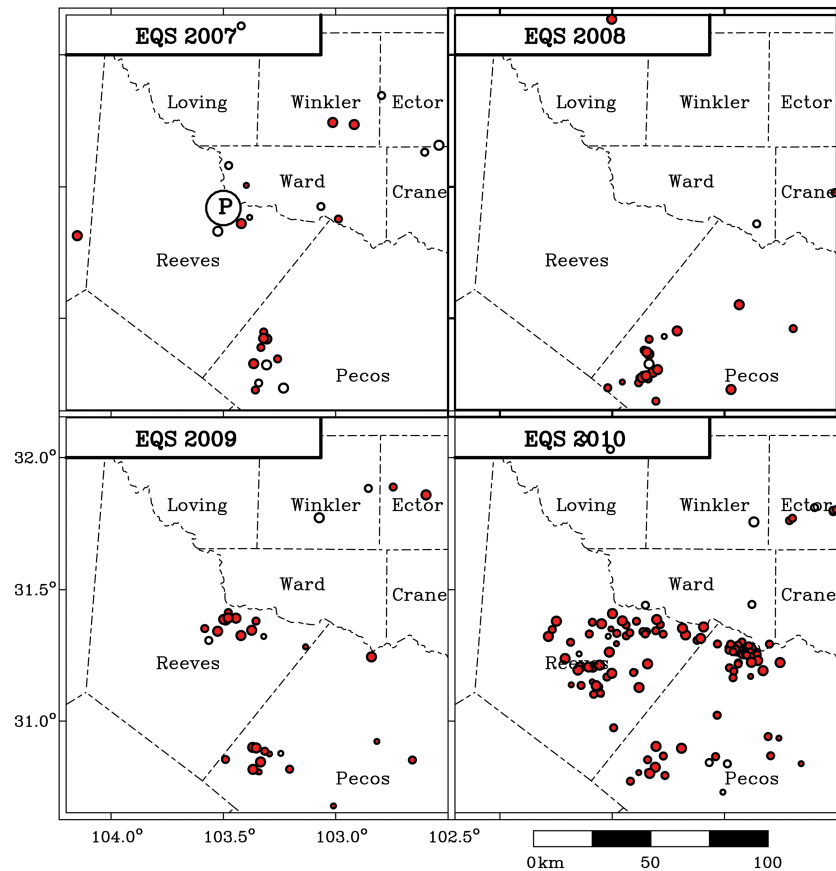 EQS 2007
EQS 2008
Loving Winkler Ector
Loving Winkler Ector
Ward
Ward
Crane
Crane
P
Reeves
Reeves
Pecos
Pecos
EQS 2009
EQS 2010
32.0°
Loving Winkler Ector
Loving Winkler Ector
31.5°
Ward
Ward
Crane
Crane
Reeves
Reeves
31.0°
Pecos
Pecos
104.0° 103.5° 103.0° 102.5°
0km 50 100